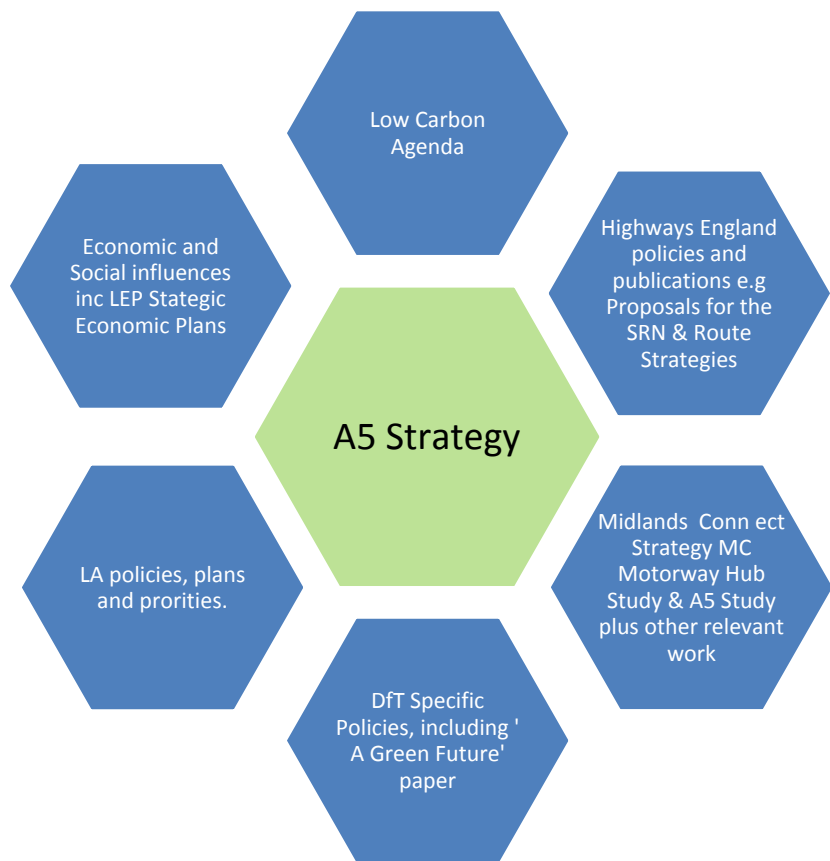 Low Carbon
Agenda
Economic and
Social influences
inc LEP Stategic
Economic Plans
Highways England
policies and
publications e.g
Proposals for the
SRN & Route
Strategies
A5 Strategy
LA policies, plans
and prorities.
Midlands  Conn ect
Strategy MC
Motorway Hub
Study & A5 Study
plus other relevant
work
DfT Specific
Policies, including '
A Green Future'
paper